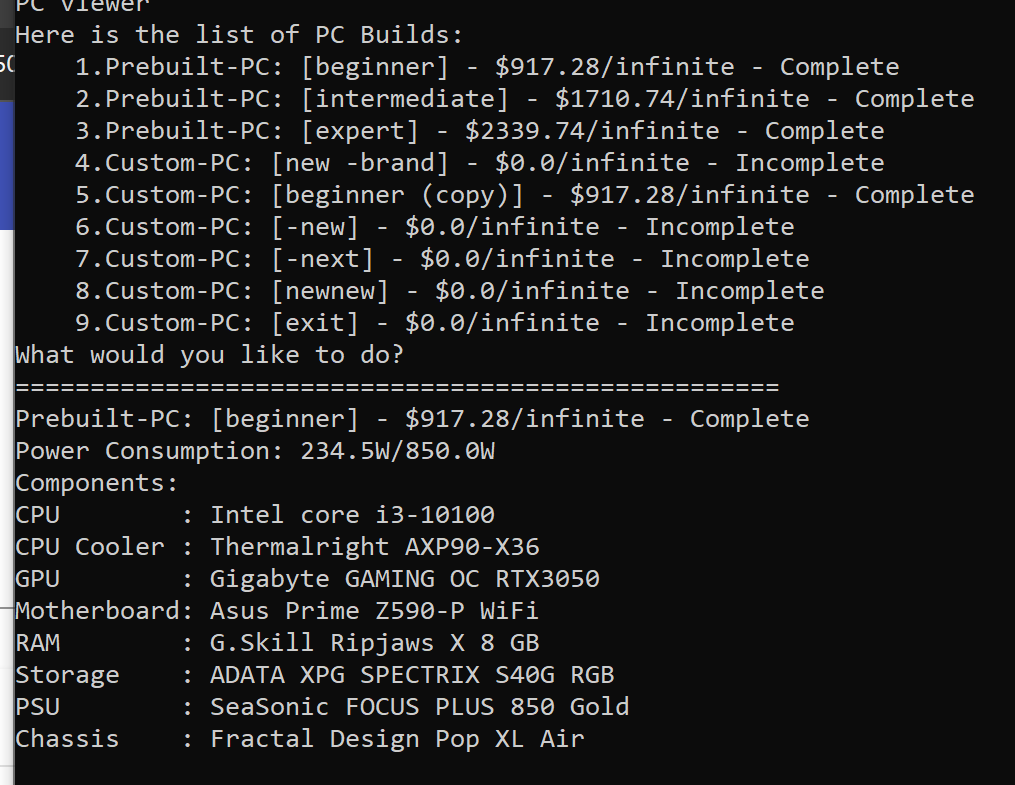 PC Viewer
Here is the list of PC Builds:
1.Prebuilt-PC: [beginner] - $917.28/infinite - Complete
2.Prebuilt-PC: [intermediate] - $1710.74/infinite - Complete
3.Prebuilt-PC: [expert] - $2339.74/infinite - Complete
4.Custom-PC: [new -brand] - $0.0/infinite - Incomplete
5.Custom-PC: [beginner (copy)] - $917.28/infinite - Complete
6.Custom-PC: [-new] - $0.0/infinite - Incomplete
7.Custom-PC: [-next] - $0.0/infinite - Incomplete
8.Custom-PC: [newnew] - $0.0/infinite - Incomplete
9.Custom-PC: [exit] - $0.0/infinite - Incomplete
What would you like to do?
===================================================
Prebuilt-PC: [beginner] - $917.28/infinite - Complete
Power Consumption: 234.5W/850.0W
Components:
CPU        : Intel core i3-10100
CPU Cooler : Thermalright AXP90-X36
GPU        : Gigabyte GAMING OC RTX3050
Motherboard: Asus Prime Z590-P WiFi
RAM        : G.Skill Ripjaws X 8 GB
Storage    : ADATA XPG SPECTRIX S40G RGB
PSU        : SeaSonic FOCUS PLUS 850 Gold
Chassis    : Fractal Design Pop XL Air